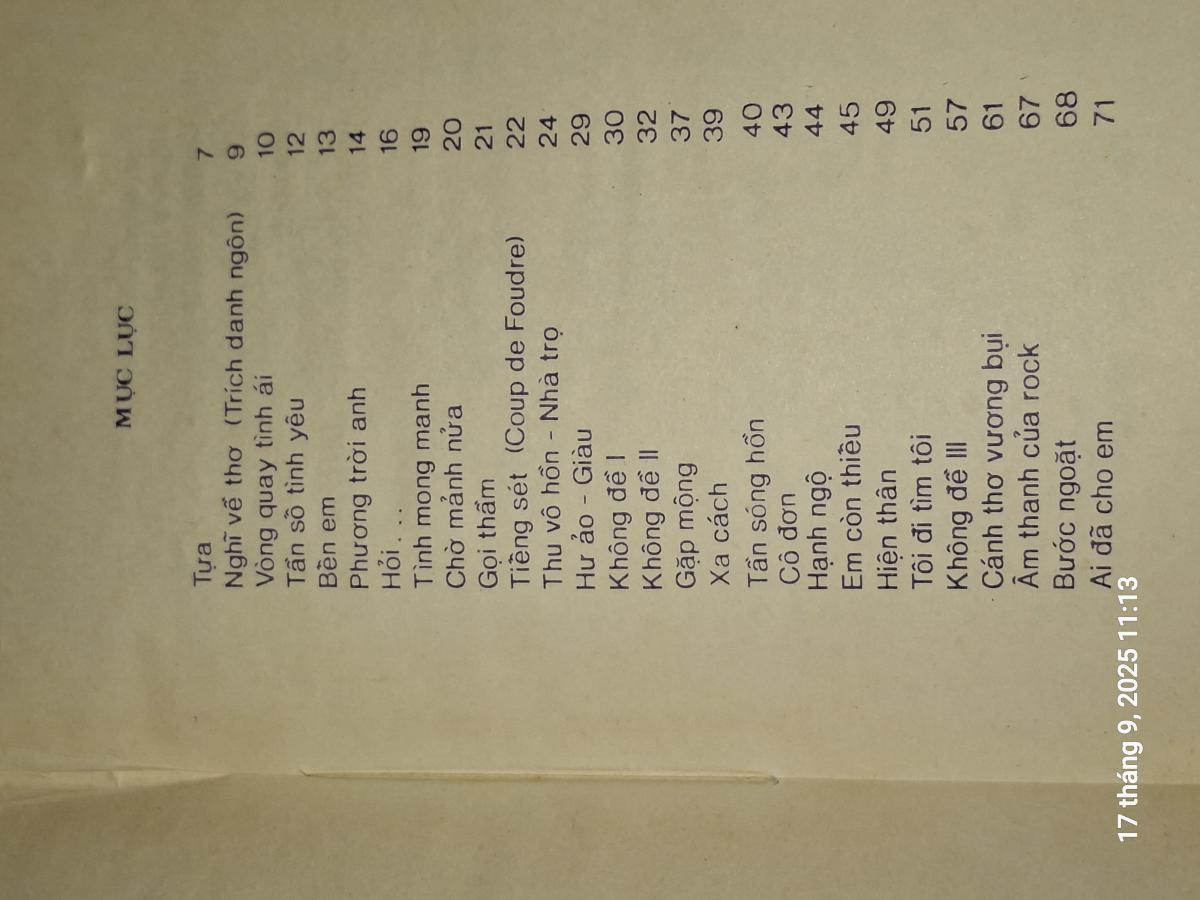 MỤC LỤC
Tựa 7
Nghĩ về thơ (Trích danh ngôn) 9
Vòng quay tình ái 10
Tần số tình yêu 12
Bền em 13
Phương trời anh 14
Hỏi . . . 16
Tình mong manh 19
Chờ mảnh nửa 20
Gọi thầm 21
Tiếng sét (Coup de Foudre) 22
Thu vô hồn - Nhà trọ 24
Hư ảo - Giàu 29
Không đề I 30
Không đề II 32
Gặp mộng 37
Xa cách 39
Tần sóng hồn 40
Cô đơn 43
Hạnh ngộ 44
Em còn thiều 45
Hiện thân 49
Tôi đi tìm tôi 51
Không đề III 57
Cánh thơ vương bụi 61
Âm thanh của rock 67
Bước ngoặt 68
Ai đã cho em 71
17 tháng 9, 2025 11:13